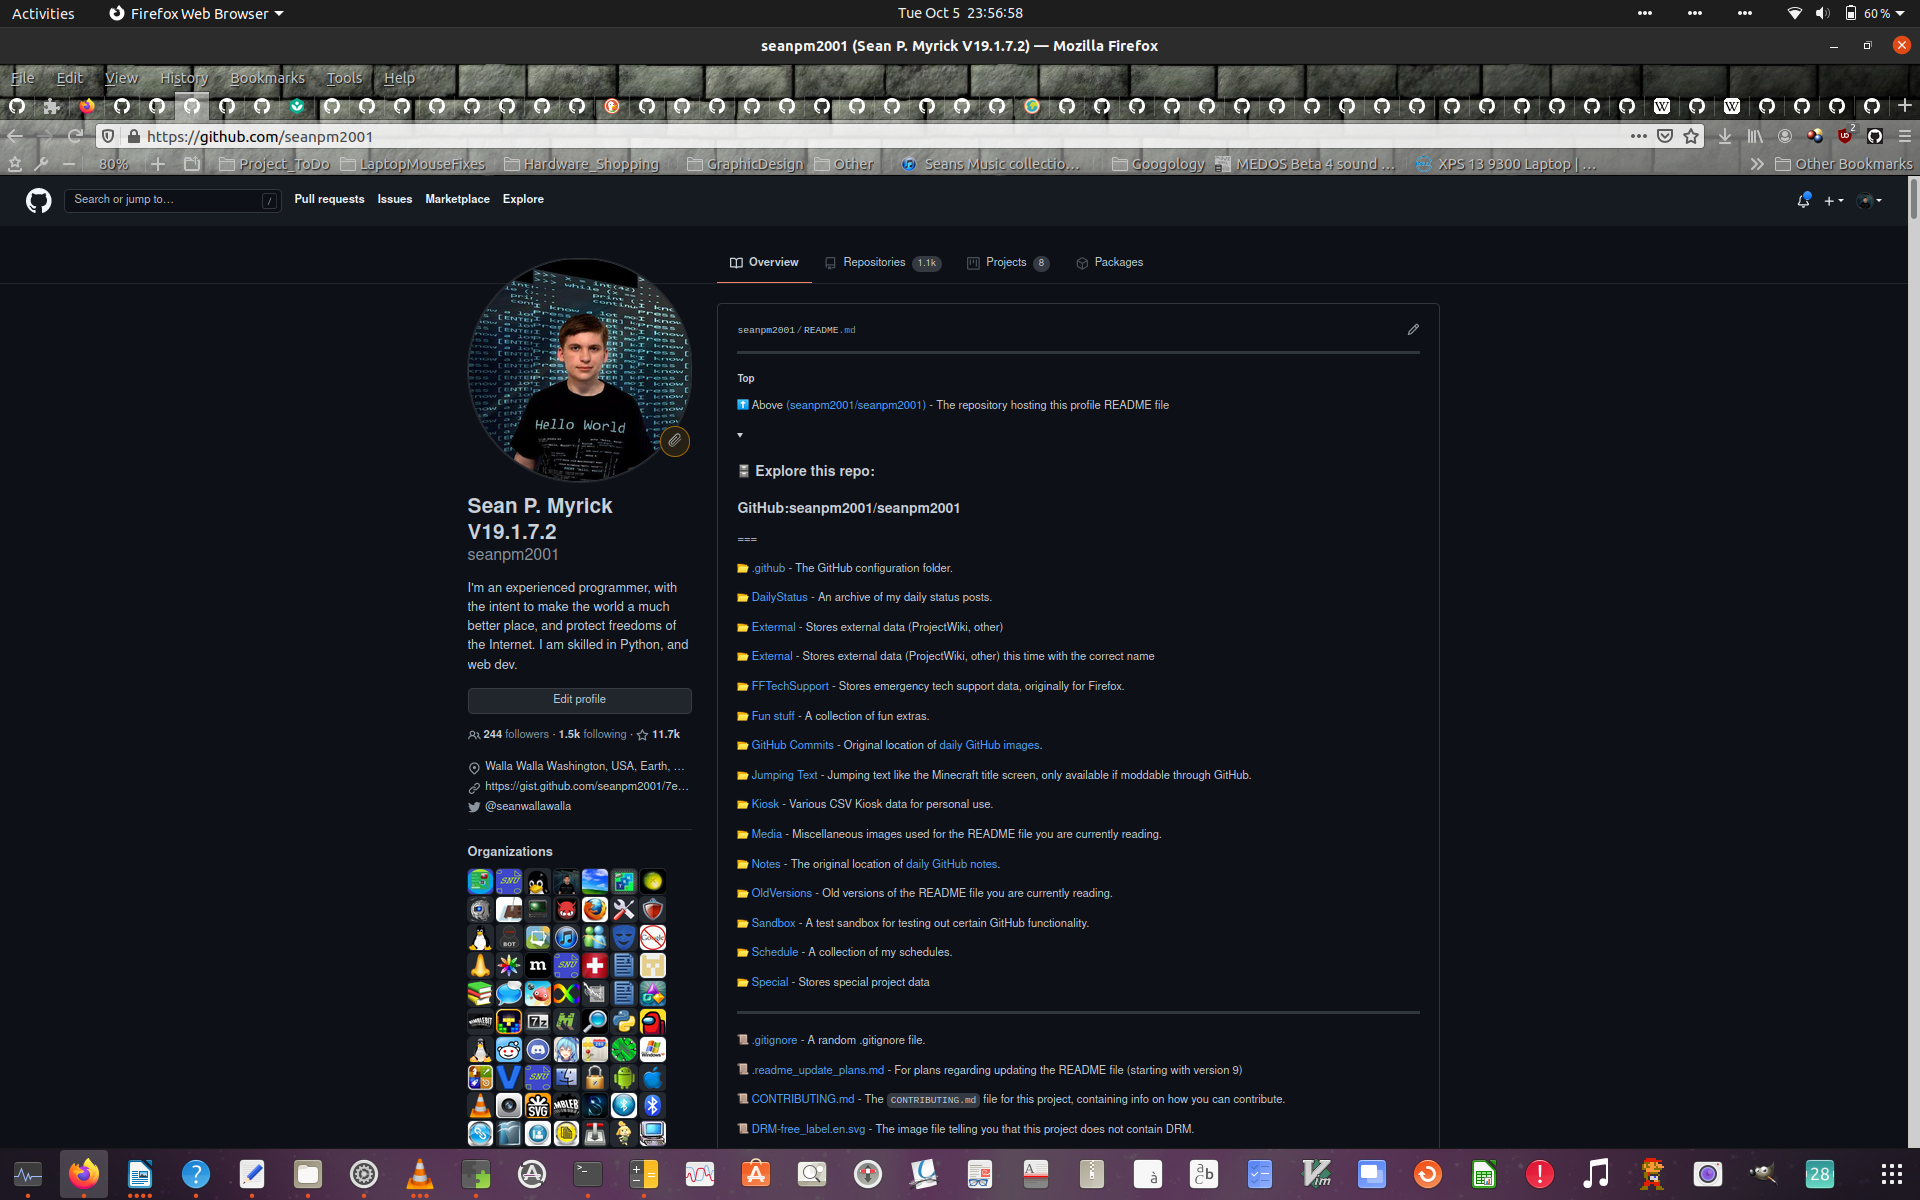 Activities
Firefox Web Browser
Tue Oct 5 23:56:58
60 %
seanpm2001 (Sean P. Myrick V19.1.7.2) — Mozilla Firefox
File Edit View History Bookmarks Tools Help
https://github.com/seanpm2001
80% Project_ToDo LaptopMouseFixes Hardware_Shopping GraphicDesign Other Seans Music collectio… Googology MEDOS Beta 4 sound … XPS 13 9300 Laptop | … Other Bookmarks
Search or jump to… /
Pull requests Issues Marketplace Explore
Overview Repositories 1.1k Projects 8 Packages
Hello World
Sean P. Myrick
V19.1.7.2
seanpm2001
I'm an experienced programmer, with
the intent to make the world a much
better place, and protect freedoms of
the Internet. I am skilled in Python, and
web dev.
Edit profile
244 followers · 1.5k following · 11.7k
Walla Walla Washington, USA, Earth, …
https://gist.github.com/seanpm2001/7e…
@seanwallawalla
Organizations
seanpm2001/README.md
Top
Above (seanpm2001/seanpm2001) - The repository hosting this profile README file
Explore this repo:
GitHub:seanpm2001/seanpm2001
===
.github - The GitHub configuration folder.
DailyStatus - An archive of my daily status posts.
Extermal - Stores external data (ProjectWiki, other)
External - Stores external data (ProjectWiki, other) this time with the correct name
FFTechSupport - Stores emergency tech support data, originally for Firefox.
Fun stuff - A collection of fun extras.
GitHub Commits - Original location of daily GitHub images.
Jumping Text - Jumping text like the Minecraft title screen, only available if moddable through GitHub.
Kiosk - Various CSV Kiosk data for personal use.
Media - Miscellaneous images used for the README file you are currently reading.
Notes - The original location of daily GitHub notes.
OldVersions - Old versions of the README file you are currently reading.
Sandbox - A test sandbox for testing out certain GitHub functionality.
Schedule - A collection of my schedules.
Special - Stores special project data
.gitignore - A random .gitignore file.
.readme_update_plans.md - For plans regarding updating the README file (starting with version 9)
CONTRIBUTING.md - The CONTRIBUTING.md file for this project, containing info on how you can contribute.
DRM-free_label.en.svg - The image file telling you that this project does not contain DRM.
28